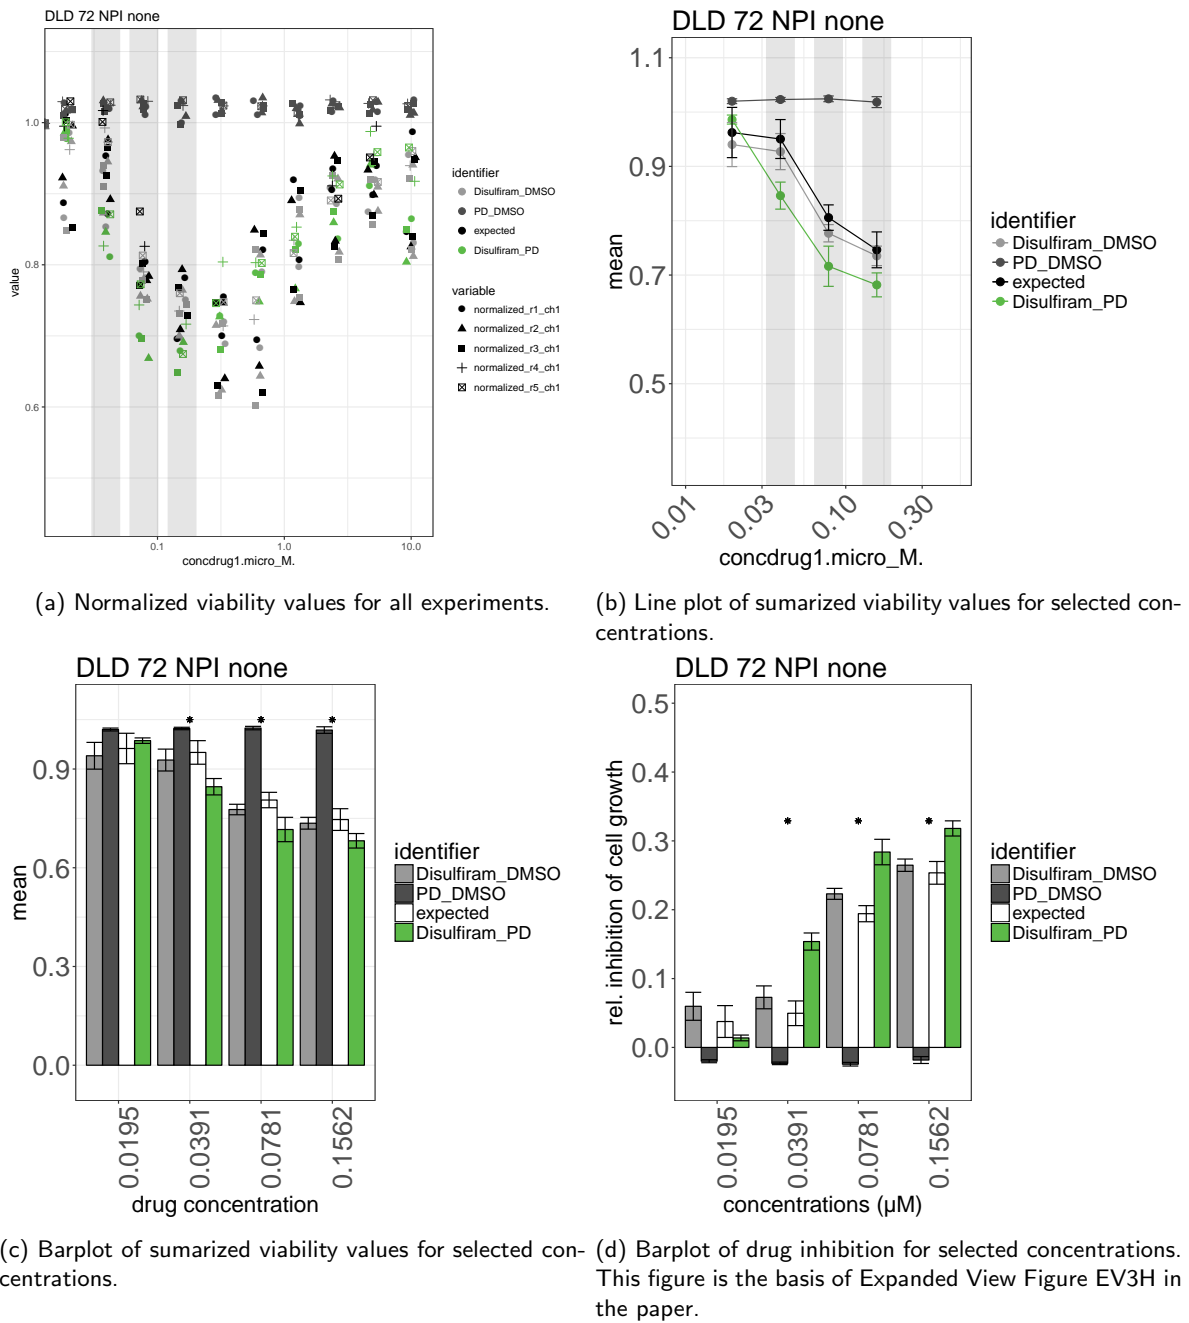 DLD 72 NPI none
value
1.0
0.8
0.6
0.1
1.0
10.0
concdrug1.micro_M.
identifier
Disulfiram_DMSO
PD_DMSO
expected
Disulfiram_PD
variable
normalized_r1_ch1
normalized_r2_ch1
normalized_r3_ch1
normalized_r4_ch1
normalized_r5_ch1
(a) Normalized viability values for all experiments.
DLD 72 NPI none
mean
1.1
0.9
0.7
0.5
0.01
0.03
0.10
0.30
concdrug1.micro_M.
identifier
Disulfiram_DMSO
PD_DMSO
expected
Disulfiram_PD
(b) Line plot of sumarized viability values for selected con-
centrations.
DLD 72 NPI none
mean
0.9
0.6
0.3
0.0
* * *
0.0195
0.0391
0.0781
0.1562
drug concentration
identifier
Disulfiram_DMSO
PD_DMSO
expected
Disulfiram_PD
(c) Barplot of sumarized viability values for selected con-
centrations.
DLD 72 NPI none
rel. inhibition of cell growth
0.5
0.4
0.3
0.2
0.1
0.0
* * *
0.0195
0.0391
0.0781
0.1562
concentrations (µM)
identifier
Disulfiram_DMSO
PD_DMSO
expected
Disulfiram_PD
(d) Barplot of drug inhibition for selected concentrations.
This figure is the basis of Expanded View Figure EV3H in
the paper.